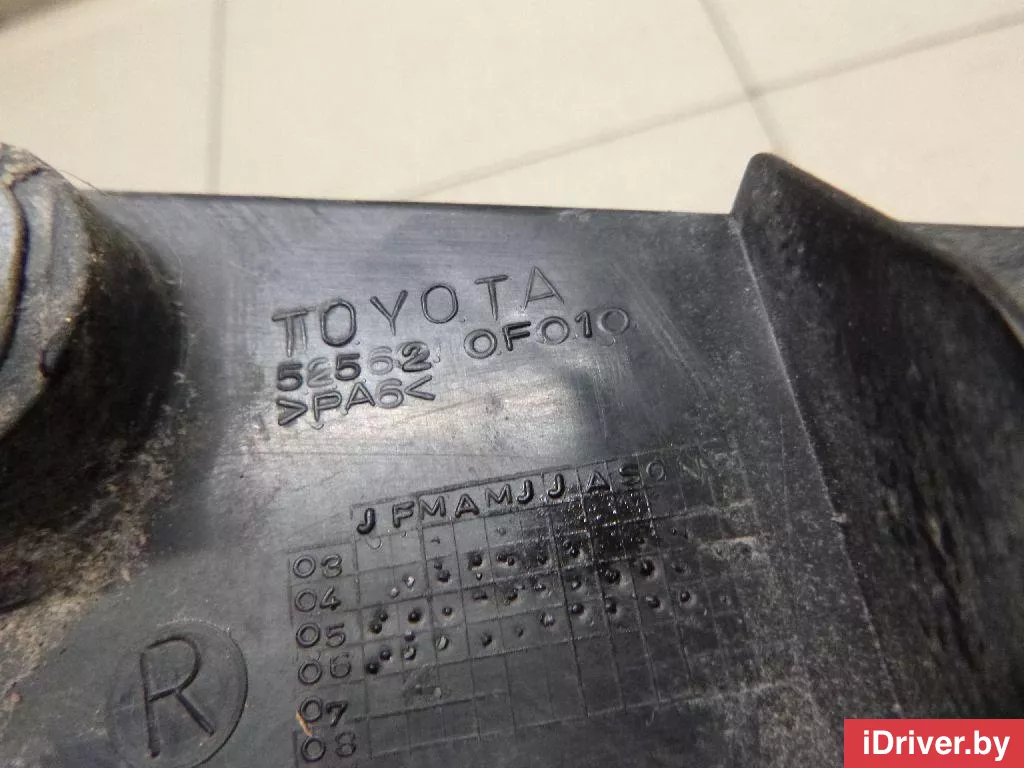 TOYOTA
52562 0F010
>PA6<
J F M A M J J A S O N
03
04
05
06
07
08
R
iDriver.by